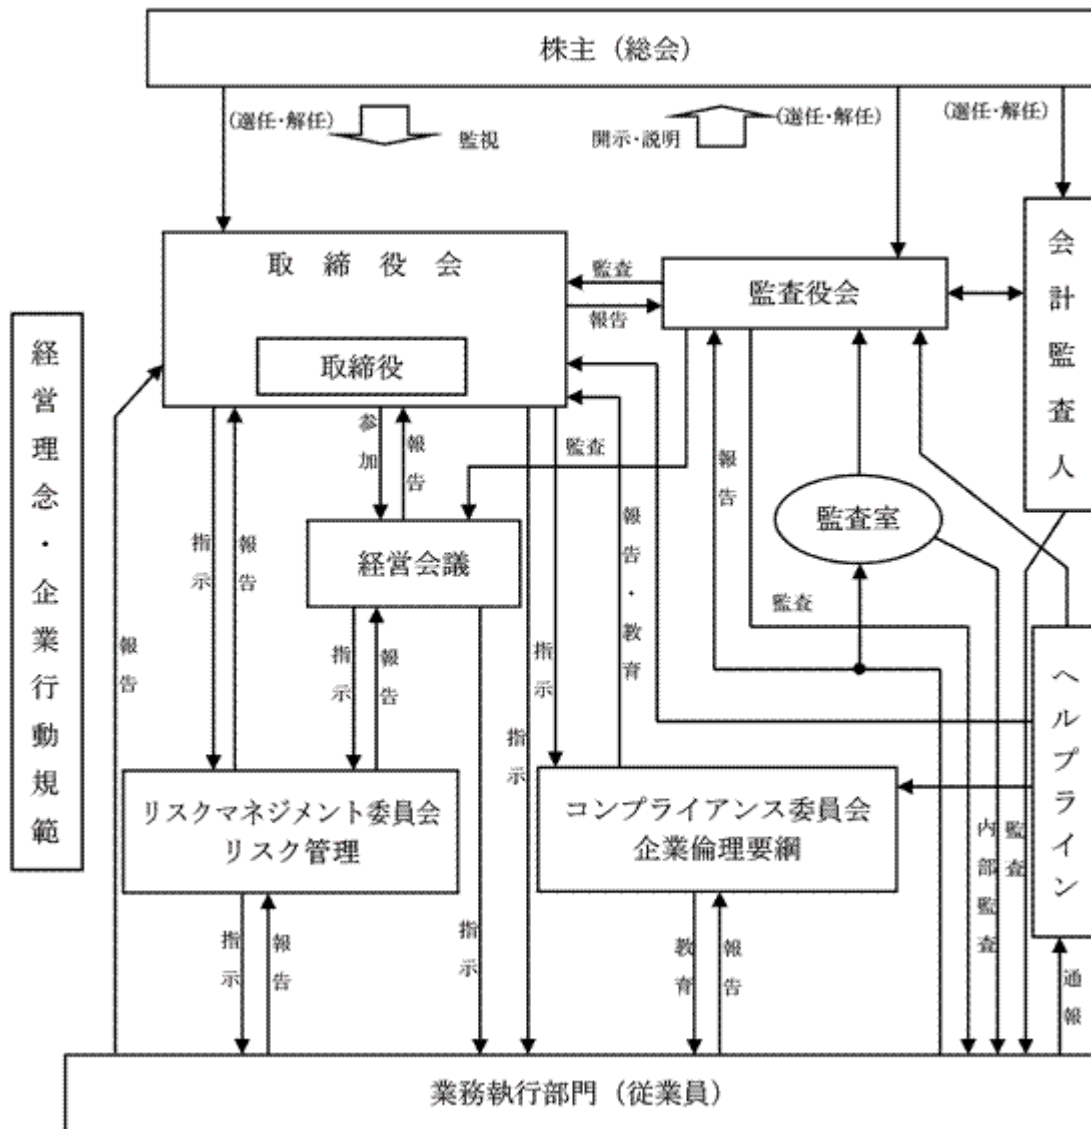 株主（総会）
(選任・解任)
監視
開示・説明
(選任・解任)
(選任・解任)
取締役会
取締役
監査
報告
監査役会
会計監査人
経営理念・企業行動規範
参加
報告
監査
報告
監査室
指示
報告
経営会議
報告・教育
監査
報告
指示
報告
指示
指示
ヘルプライン
リスクマネジメント委員会
リスク管理
コンプライアンス委員会
企業倫理要綱
内部監査
監査
指示
報告
指示
教育
報告
通報
業務執行部門（従業員）